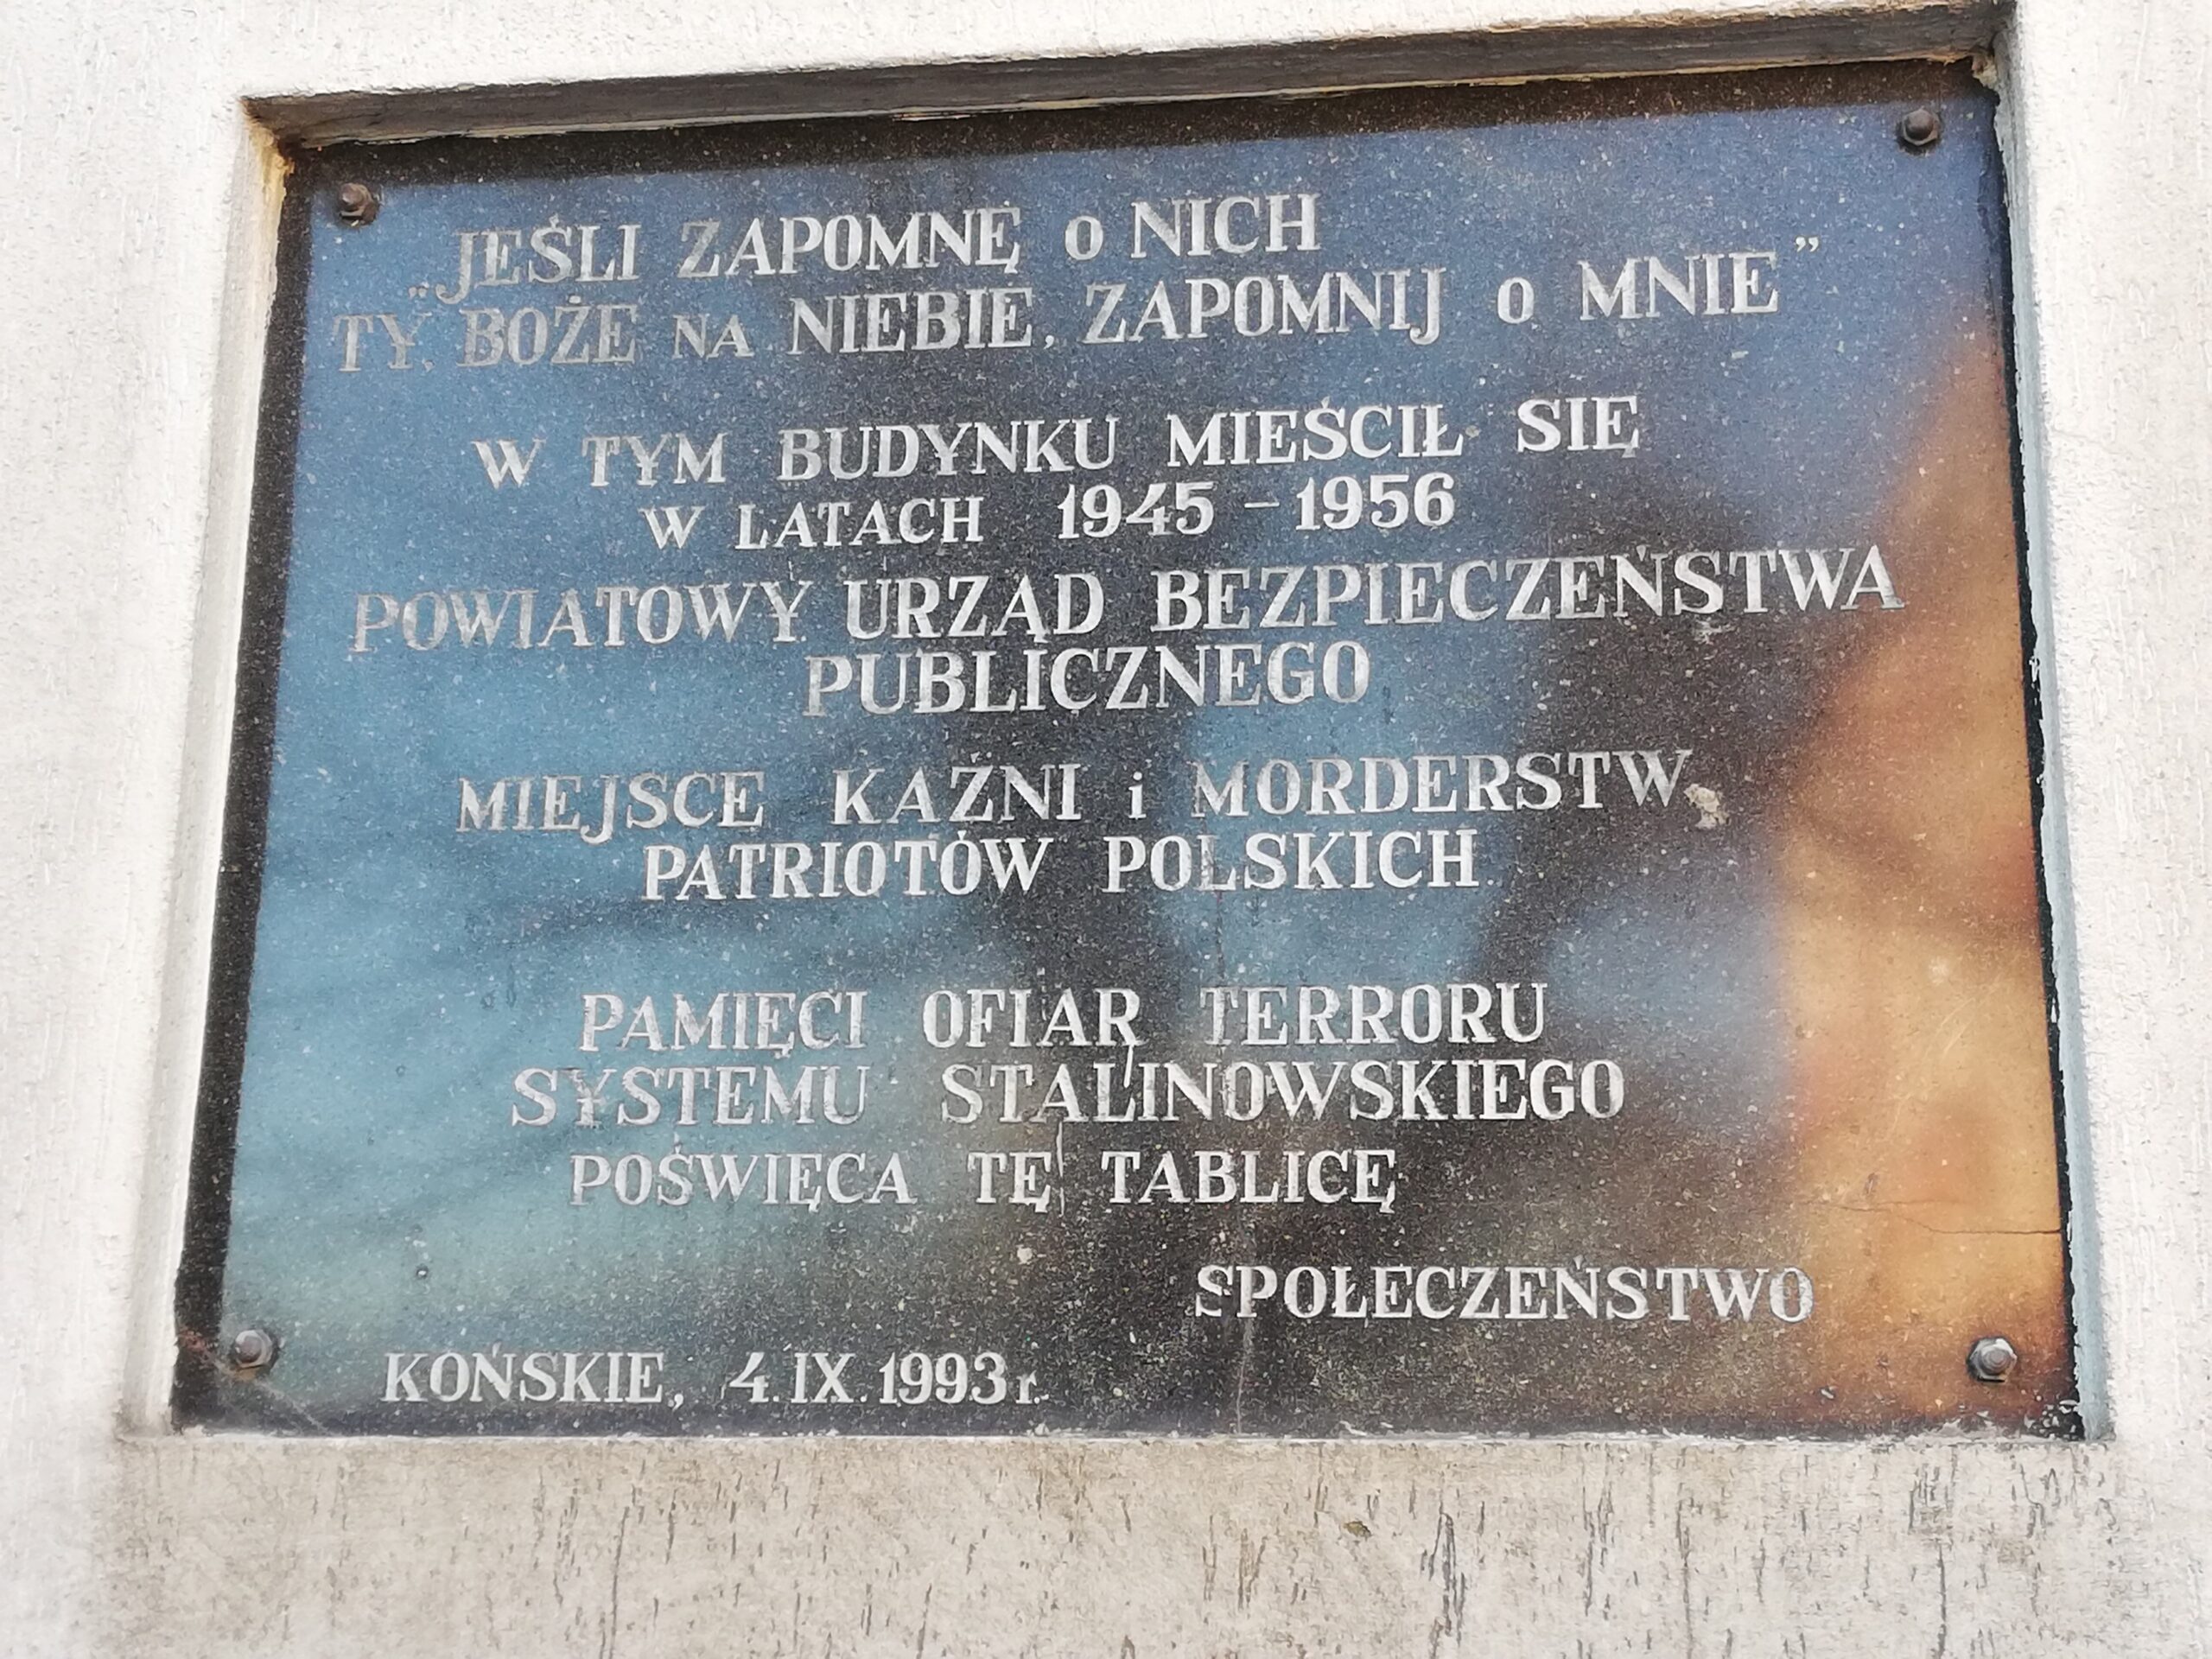 „JEŚLI ZAPOMNĘ o NICH
TY, BOŻE NA NIEBIE, ZAPOMNIJ o MNIE”
W TYM BUDYNKU MIEŚCIŁ SIĘ
W LATACH 1945 – 1956
POWIATOWY URZĄD BEZPIECZEŃSTWA
PUBLICZNEGO
MIEJSCE KAŹNI i MORDERSTW
PATRIOTÓW POLSKICH
PAMIĘCI OFIAR TERRORU
SYSTEMU STALINOWSKIEGO
POŚWIĘCA TĘ TABLICĘ
SPOŁECZEŃSTWO
KOŃSKIE, 4.IX.1993r.